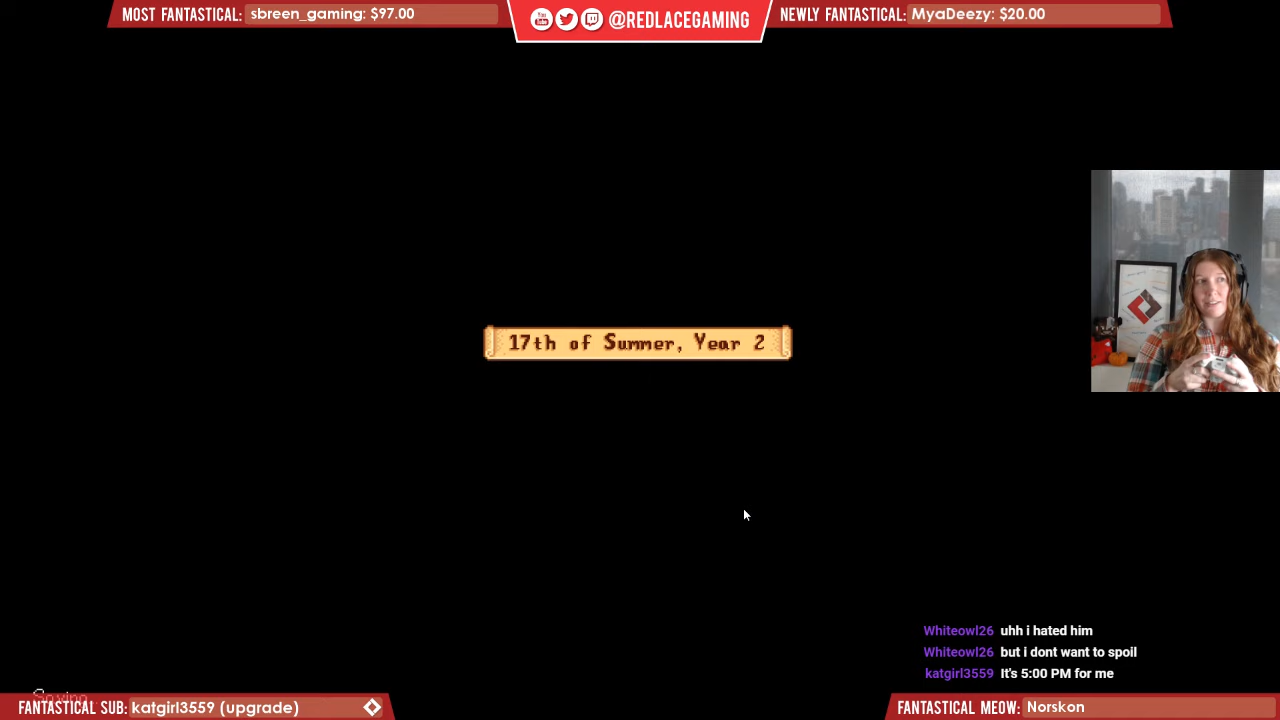 MOST FANTASTICAL: sbreen_gaming: $97.00
@REDLACEGAMING
NEWLY FANTASTICAL: MyaDeezy: $20.00
17th of Summer, Year 2
Whiteowl26 uhh i hated him
Whiteowl26 but i dont want to spoil
katgirl3559 It's 5:00 PM for me
Saving
FANTASTICAL SUB: katgirl3559 (upgrade)
FANTASTICAL MEOW: Norskon